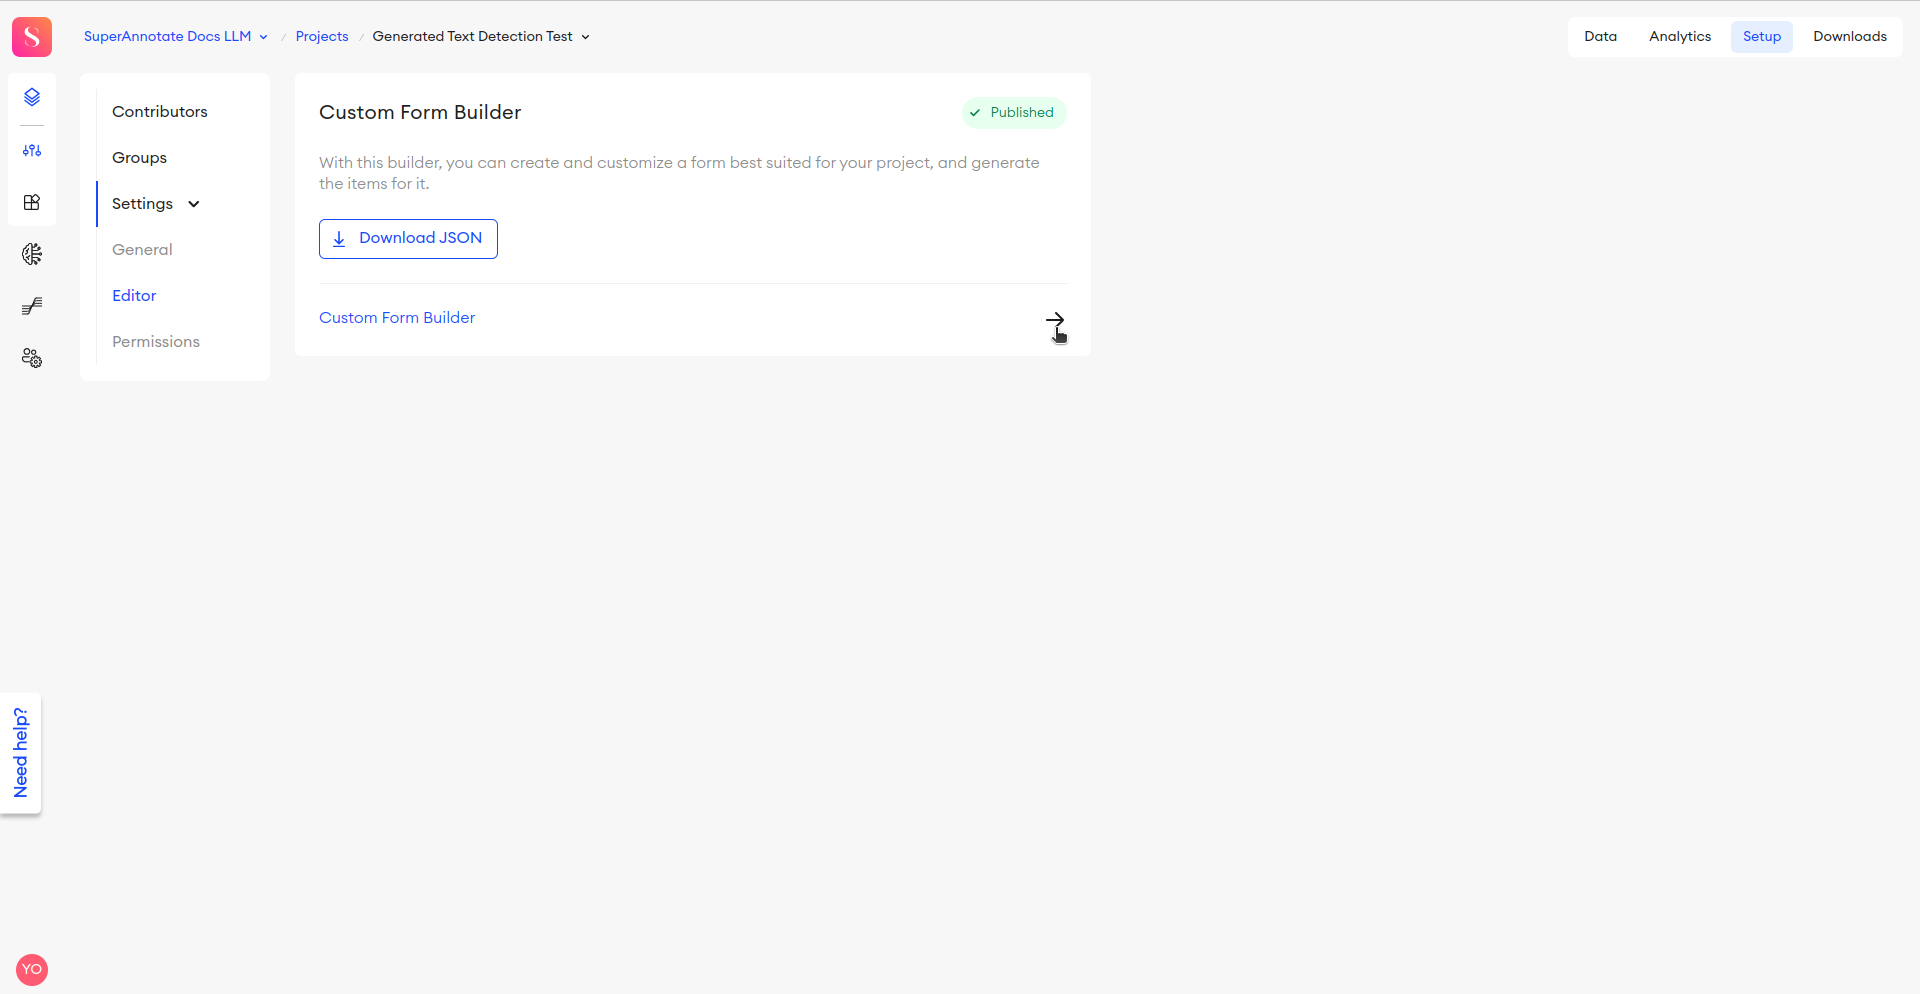 SuperAnnotate Docs LLM / Projects / Generated Text Detection Test
Data Analytics Setup Downloads
Contributors
Groups
Settings
General
Editor
Permissions
Custom Form Builder
Published
With this builder, you can create and customize a form best suited for your project, and generate
the items for it.
Download JSON
Custom Form Builder
Need help?
YO